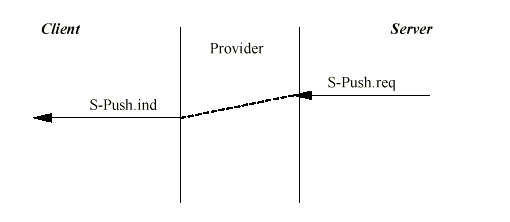 Client
Server
Provider
S-Push.req
S-Push.ind